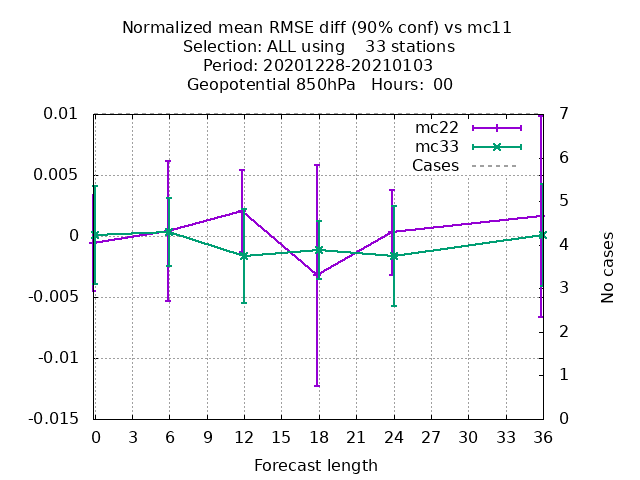 Normalized mean RMSE diff (90% conf) vs mc11
Selection: ALL using    33 stations
Period: 20201228-20210103
Geopotential 850hPa   Hours:  00
0.01
0.005
0
-0.005
-0.01
-0.015
7
6
5
4
3
2
1
0
mc22
mc33
Cases
No cases
0 3 6 9 12 15 18 21 24 27 30 33 36
Forecast length